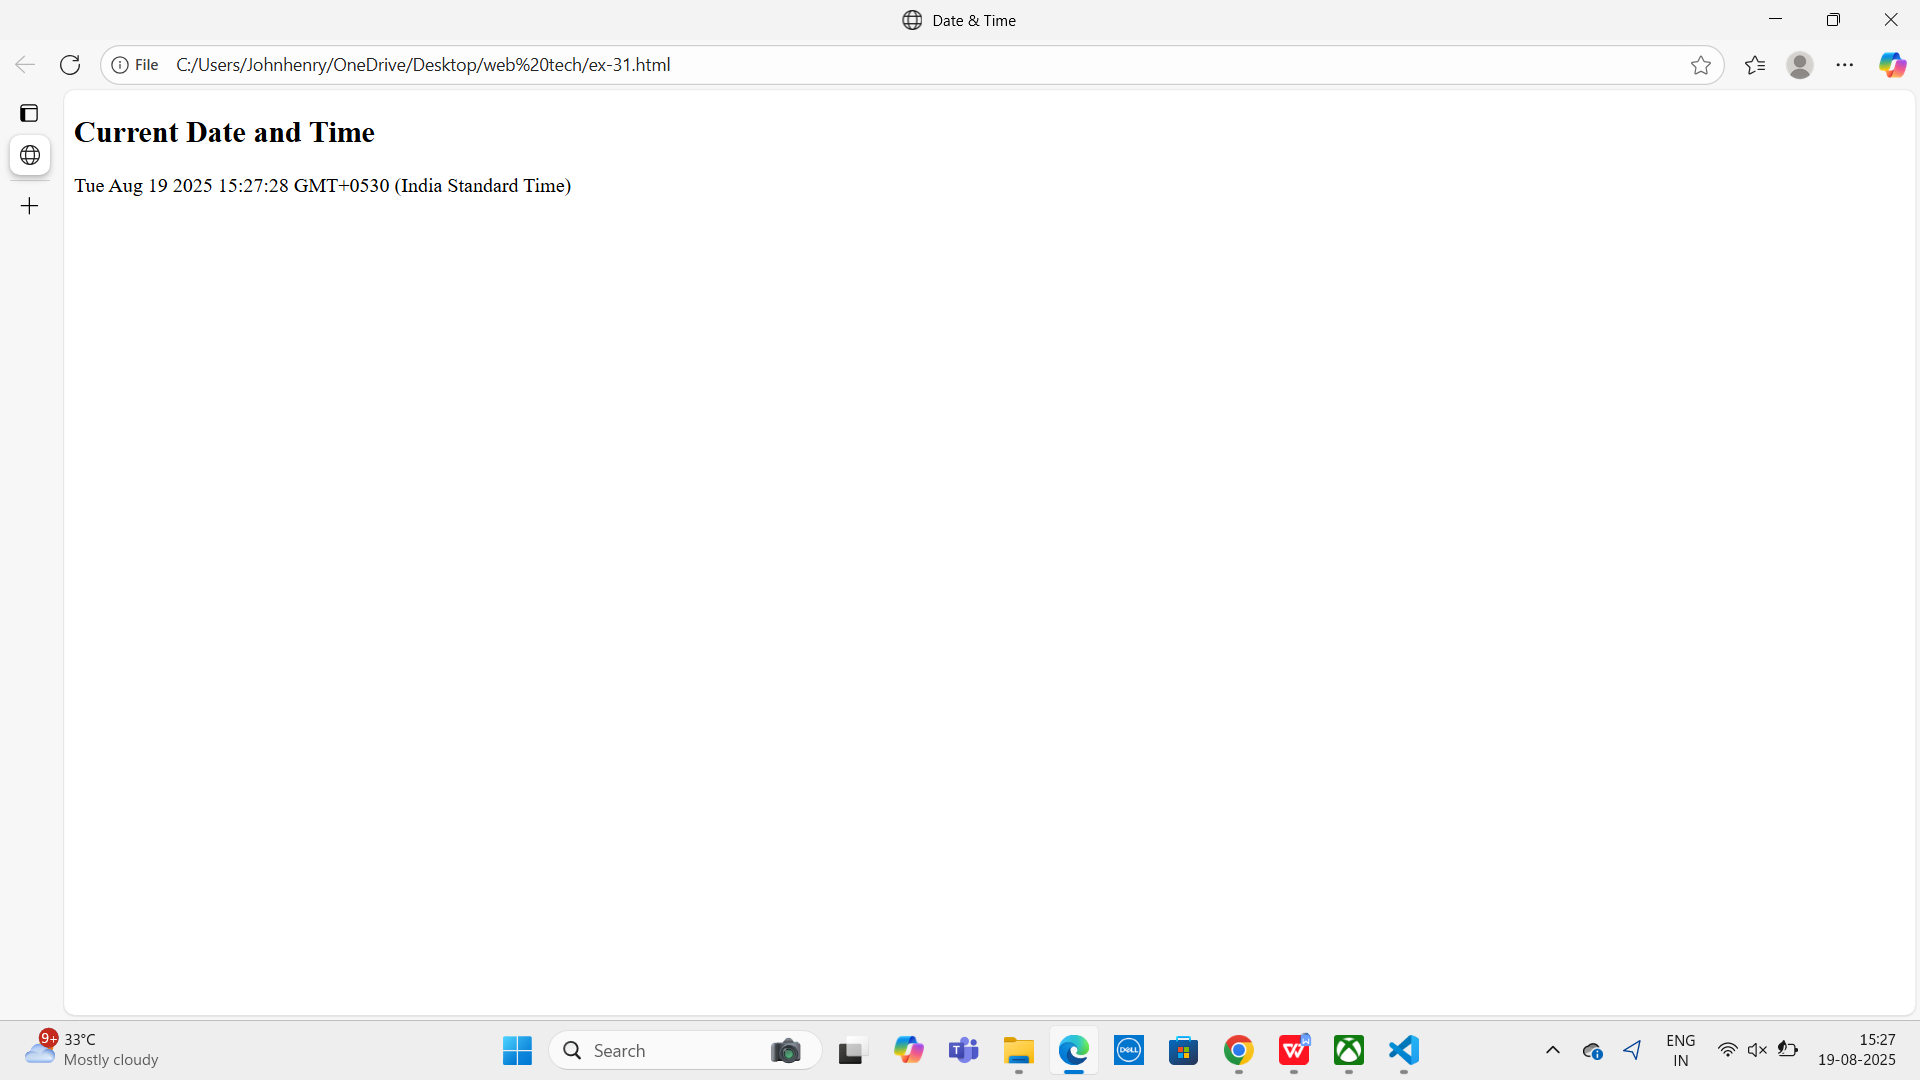 Date & Time
File C:/Users/Johnhenry/OneDrive/Desktop/web%20tech/ex-31.html
Current Date and Time
Tue Aug 19 2025 15:27:28 GMT+0530 (India Standard Time)
9+
33°C
Mostly cloudy
Search
DELL
ENG
IN
15:27
19-08-2025